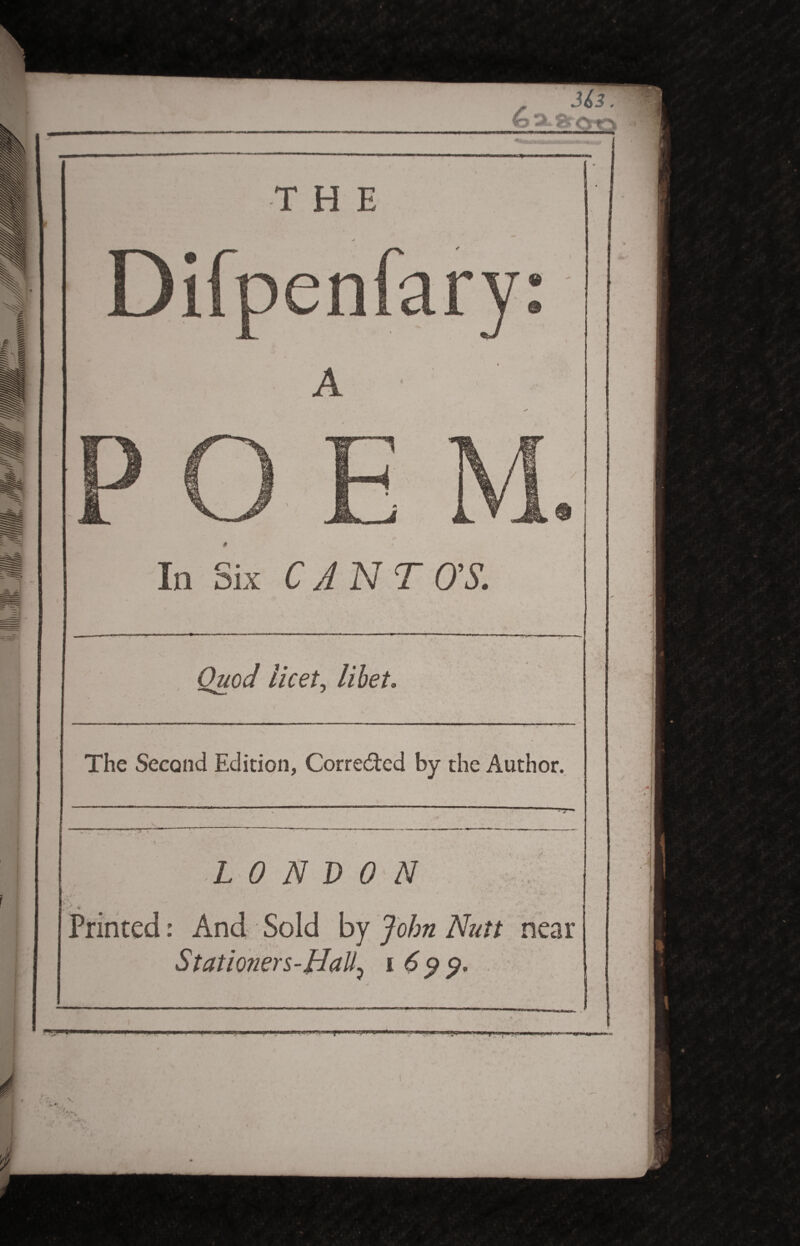 363.
62800
THE
Diſpenſary:
A
POEM.
In Six CANTO'S.
Quod licet, libet.
The Second Edition, Corrected by the Author.
LONDON
Printed: And Sold by John Nutt near
Stationers-Hall, 1699.